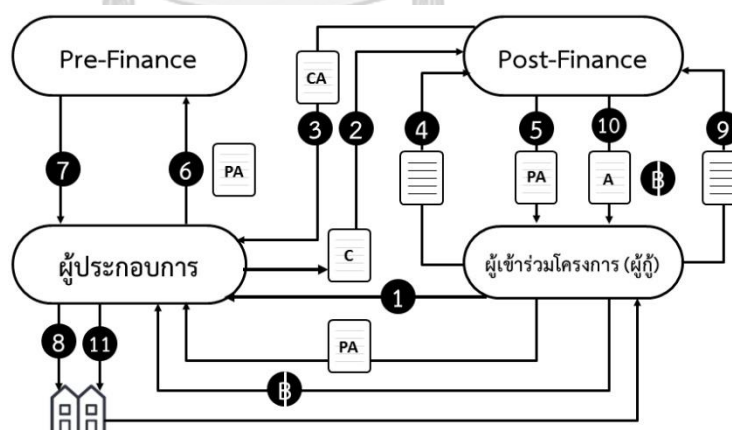 Pre-Finance
Post-Finance
CA
3
2
4
5
10
9
7
6
PA
PA
A
B
ผู้ประกอบการ
C
ผู้เข้าร่วมโครงการ (ผู้กู้)
1
8
11
PA
B